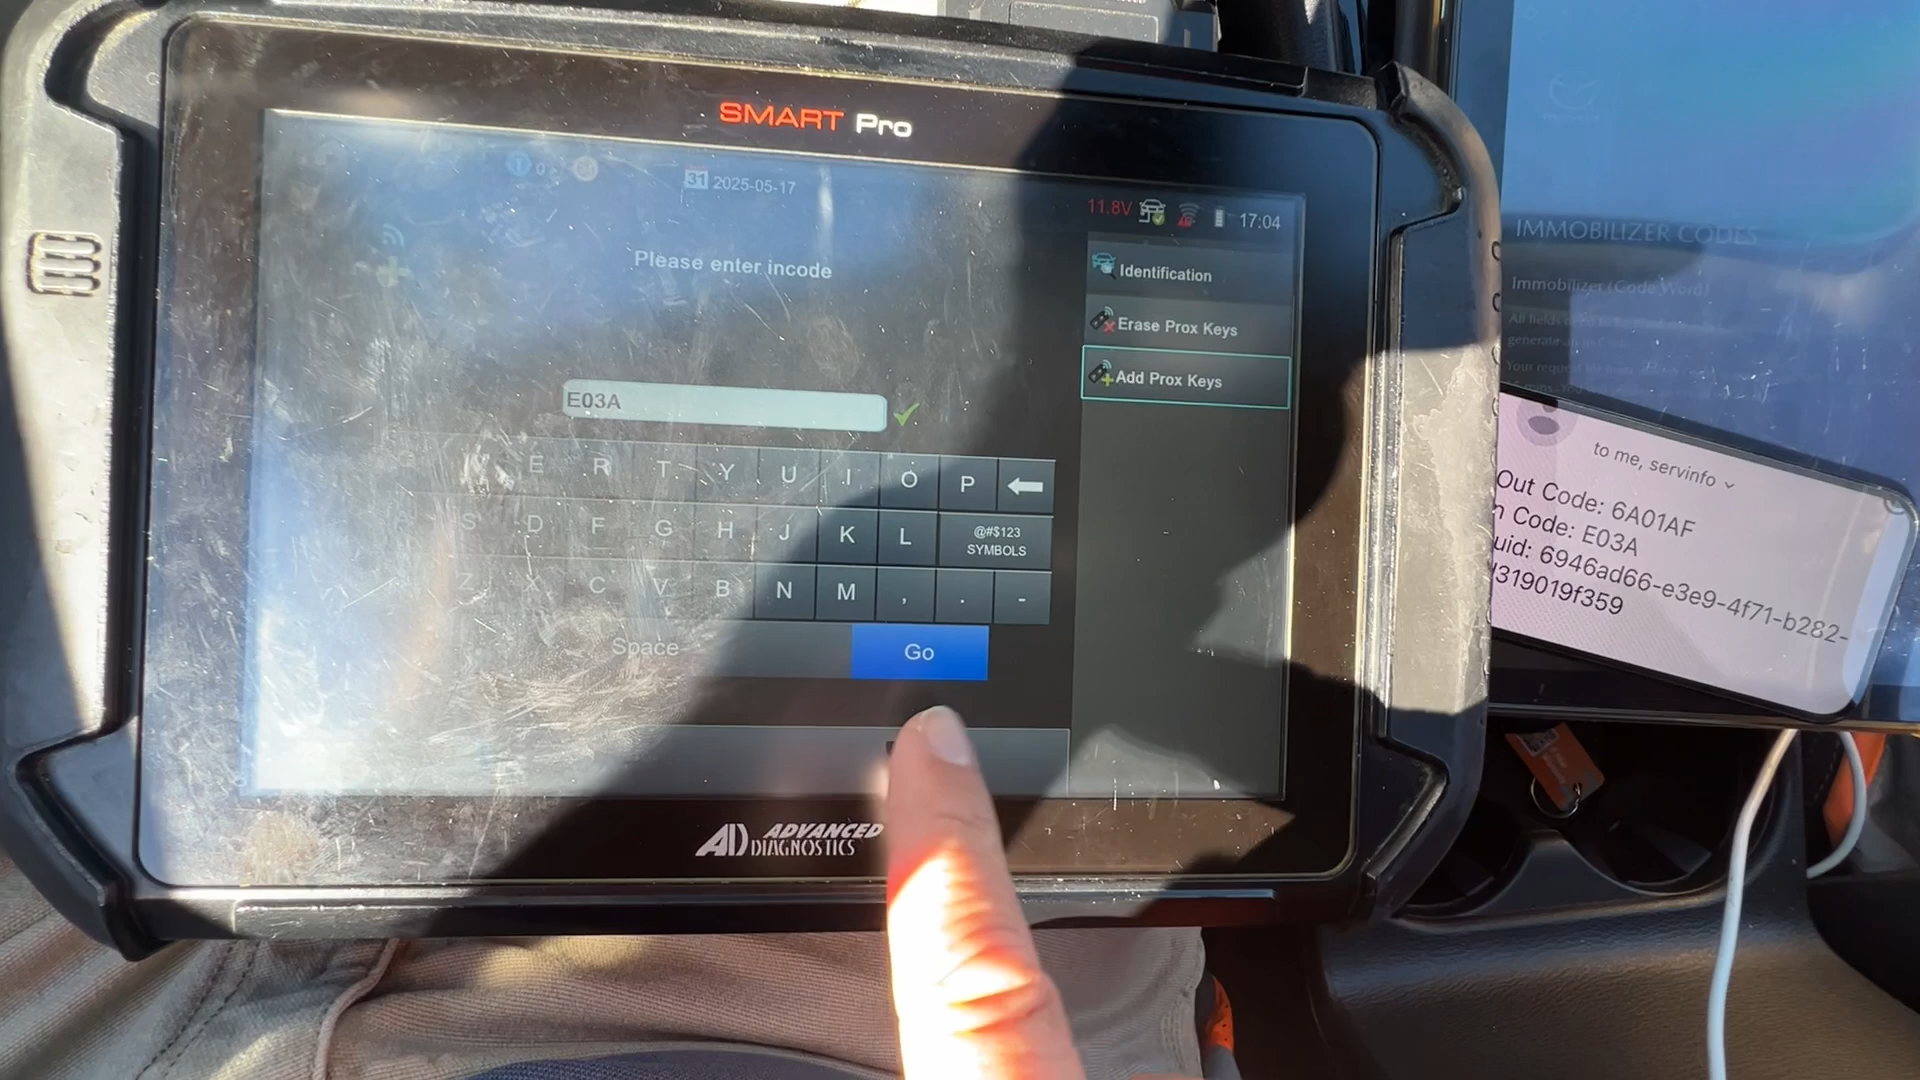 SMART Pro
31 2025-05-17
11.8V
17:04
Please enter incode
Identification
Erase Prox Keys
Add Prox Keys
E03A
E R T Y U I O P
S D F G H J K L @#$123 SYMBOLS
Z X C V B N M , . -
Space
Go
ADVANCED
DIAGNOSTICS
IMMOBILIZER CODES
Immobilizer (Code Word)
to me, servinfo
Out Code: 6A01AF
n Code: E03A
uid: 6946ad66-e3e9-4f71-b282-
319019f359